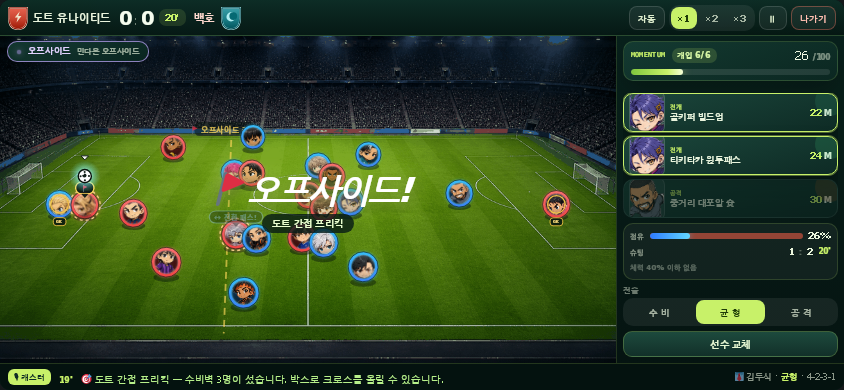 도트 유나이티드 0 : 0 20' 백호
자동 ×1 ×2 ×3 II 나가기
오프사이드 만다온 오프사이드
오프사이드
오프사이드!
도트 간접 프리킥
GK
GK
MOMENTUM 개입 6/6 26 /100
전개
골키퍼 빌드업 22 M
전개
티키타카 원투패스 24 M
공격
중거리 대포알 슛 30 M
점유 26%
슈팅 1 : 2 20'
체력 40% 이하 없음
전술
수비 균형 공격
선수 교체
캐스터 19' 도트 간접 프리킥 — 수비벽 3명이 섰습니다. 박스로 크로스를 올릴 수 있습니다.
김두식 · 균형 · 4-2-3-1